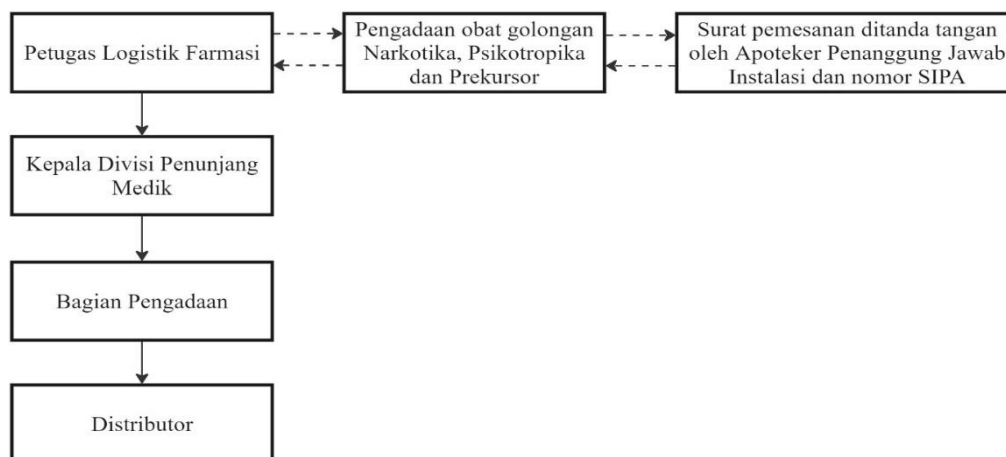 Petugas Logistik Farmasi
Pengadaan obat golongan
Narkotika, Psikotropika
dan Prekursor
Surat pemesanan ditanda tangan
oleh Apoteker Penanggung Jawab
Instalasi dan nomor SIPA
Kepala Divisi Penunjang
Medik
Bagian Pengadaan
Distributor